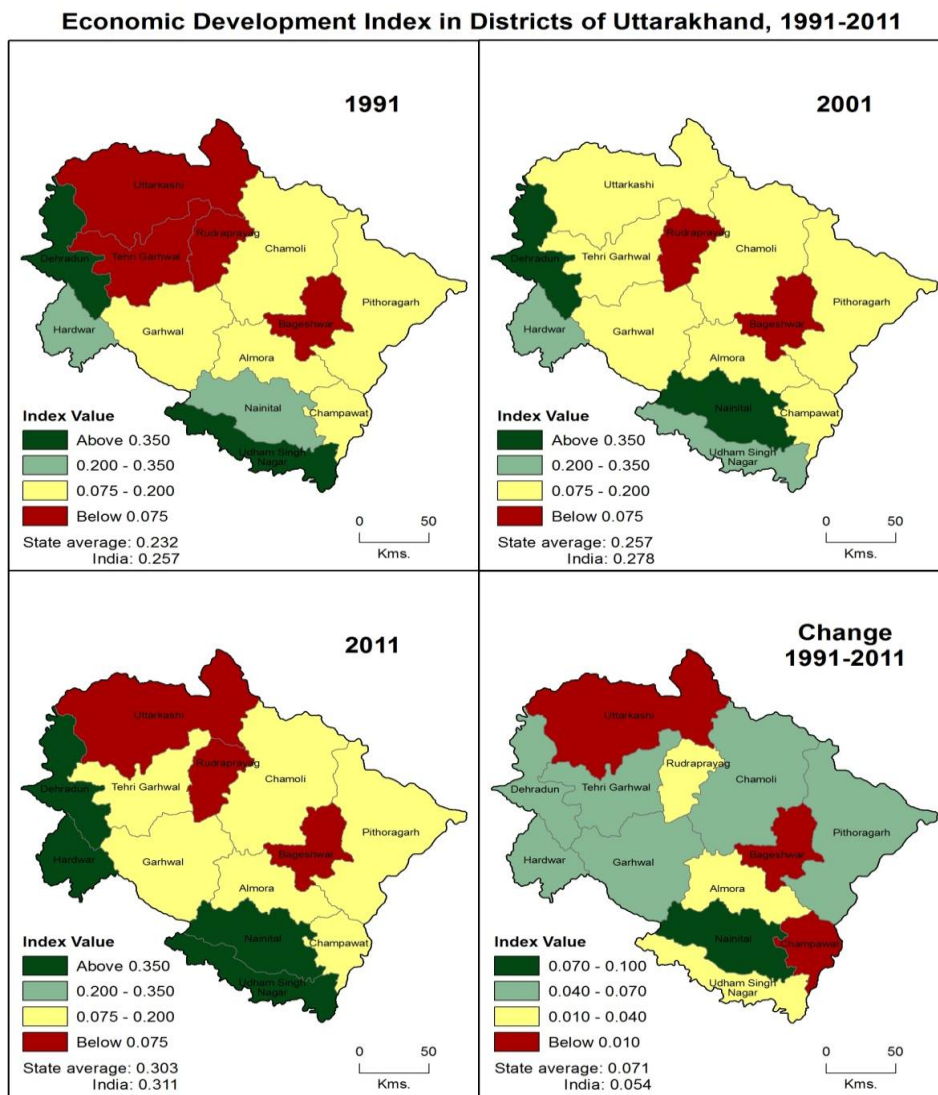 Economic Development Index in Districts of Uttarakhand, 1991-2011
1991
Uttarkashi
Rudraprayag
Tehri Garhwal
Chamoli
Dehradun
Pithoragarh
Hardwar
Garhwal
Bageshwar
Almora
Nainital
Champawat
Udham Singh
Nagar
Index Value
Above 0.350
0.200 - 0.350
0.075 - 0.200
Below 0.075
State average: 0.232
India: 0.257
0 50
Kms.
2001
Uttarkashi
Rudraprayag
Tehri Garhwal
Chamoli
Dehradun
Pithoragarh
Hardwar
Garhwal
Bageshwar
Almora
Nainital
Champawat
Udham Singh
Nagar
Index Value
Above 0.350
0.200 - 0.350
0.075 - 0.200
Below 0.075
State average: 0.257
India: 0.278
0 50
Kms.
2011
Uttarkashi
Rudraprayag
Tehri Garhwal
Chamoli
Dehradun
Pithoragarh
Hardwar
Garhwal
Bageshwar
Almora
Nainital
Champawat
Udham Singh
Nagar
Index Value
Above 0.350
0.200 - 0.350
0.075 - 0.200
Below 0.075
State average: 0.303
India: 0.311
0 50
Kms.
Change
1991-2011
Uttarkashi
Rudraprayag
Tehri Garhwal
Chamoli
Dehradun
Pithoragarh
Hardwar
Garhwal
Bageshwar
Almora
Nainital
Champawat
Udham Singh
Nagar
Index Value
0.070 - 0.100
0.040 - 0.070
0.010 - 0.040
Below 0.010
State average: 0.071
India: 0.054
0 50
Kms.